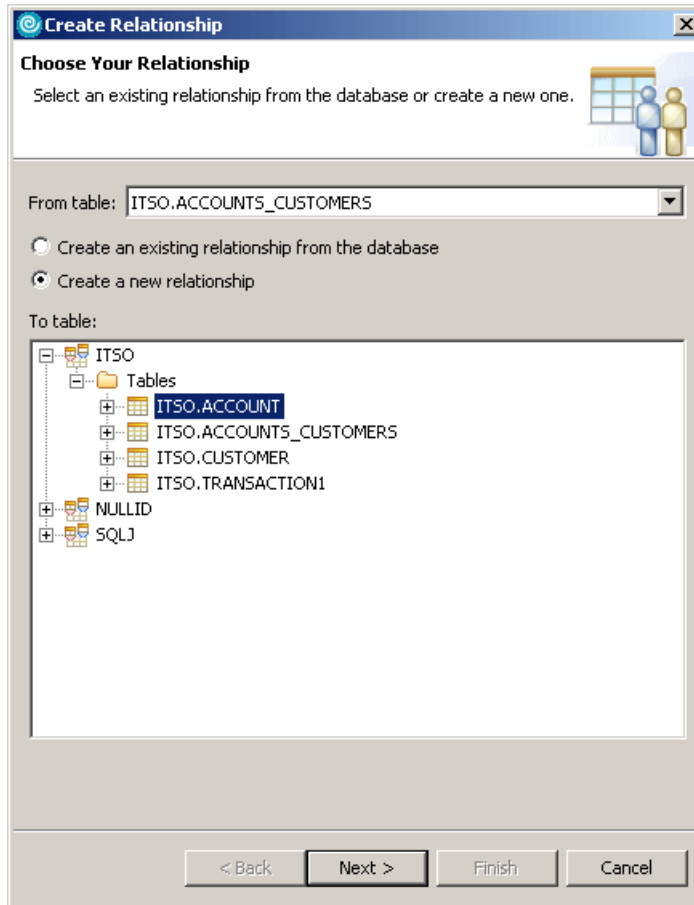 Create Relationship
Choose Your Relationship
Select an existing relationship from the database or create a new one.
From table: ITSO.ACCOUNTS_CUSTOMERS
Create an existing relationship from the database
Create a new relationship
To table:
ITSO
Tables
ITSO.ACCOUNT
ITSO.ACCOUNTS_CUSTOMERS
ITSO.CUSTOMER
ITSO.TRANSACTION1
NULLID
SQLJ
< Back Next > Finish Cancel